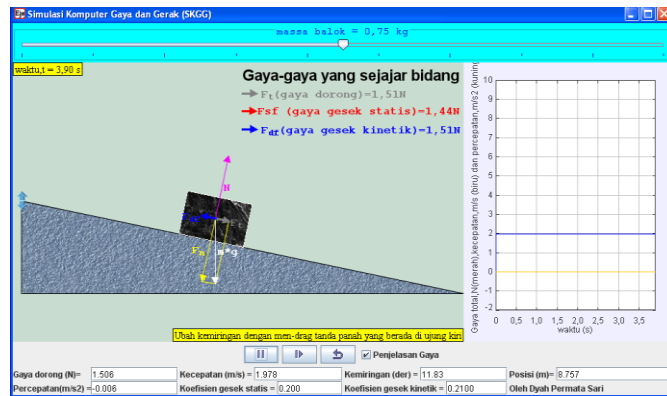 Simulasi Komputer Gaya dan Gerak (SKGG)
massa balok = 0,75 kg
waktu,t = 3,90 s
Gaya-gaya yang sejajar bidang
Ft(gaya dorong)=1,51N
Fsf (gaya gesek statis)=1,44N
Fdf(gaya gesek kinetik)=1,51N
N
Ft
Fn
m*g
Ubah kemiringan dengan men-drag tanda panah yang berada di ujung kiri
Gaya total,N(merah),kecepatan,m/s (biru) dan percepatan,m/s2 (kuning
10
9
8
7
6
5
4
3
2
1
0
-1
-2
0 0,5 1,0 1,5 2,0 2,5 3,0 3,5
waktu (s)
Penjelasan Gaya
Gaya dorong (N)= 1.506 Kecepatan (m/s) = 1.978 Kemiringan (der) = 11.83 Posisi (m)= 8.757
Percepatan(m/s2) = -0.006 Koefisien gesek statis = 0.200 Koefisien gesek kinetik = 0.2100 Oleh Dyah Permata Sari